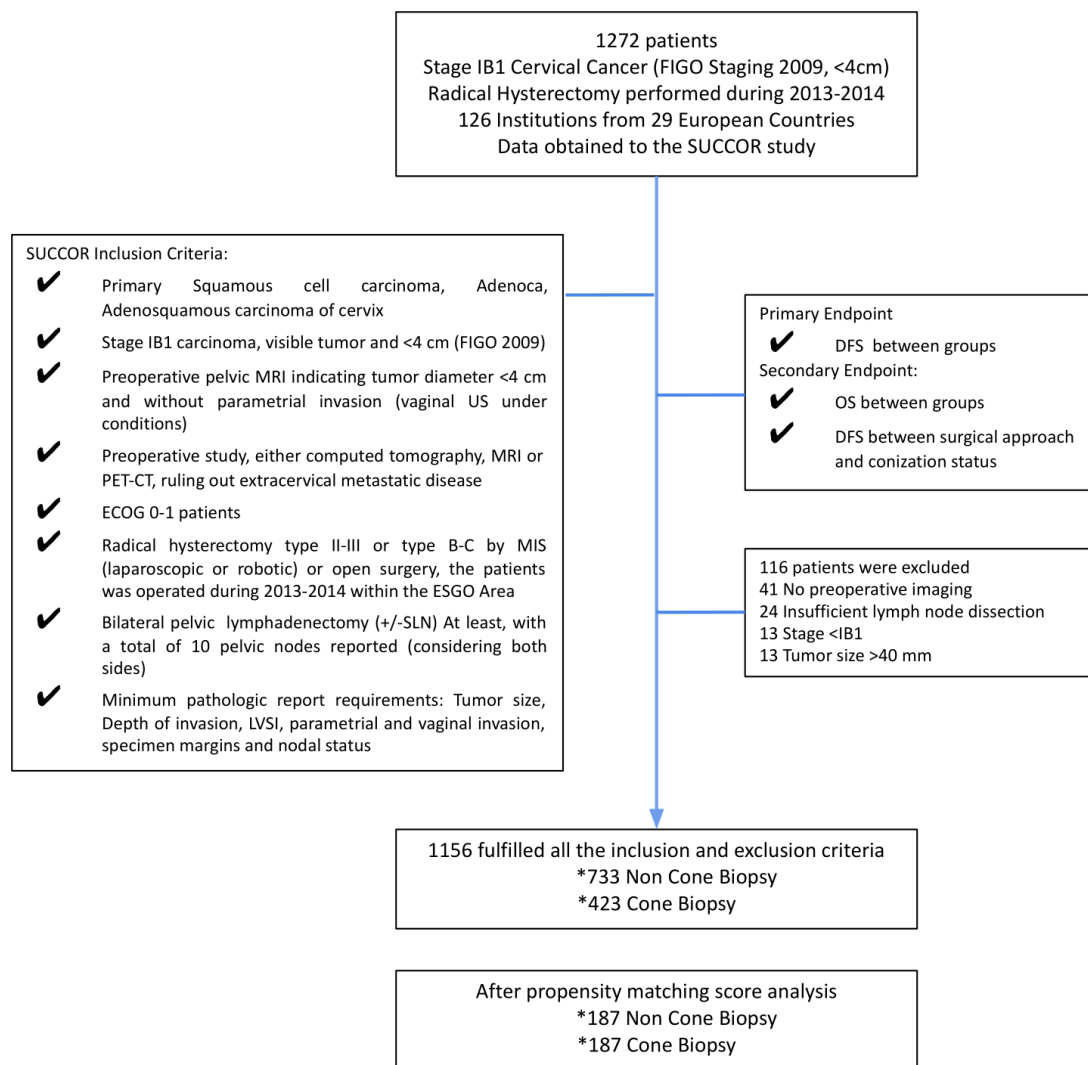 1272 patients
Stage IB1 Cervical Cancer (FIGO Staging 2009, <4cm)
Radical Hysterectomy performed during 2013-2014
126 Institutions from 29 European Countries
Data obtained to the SUCCOR study
SUCCOR Inclusion Criteria:
✔ Primary Squamous cell carcinoma, Adenoca,
Adenosquamous carcinoma of cervix
✔ Stage IB1 carcinoma, visible tumor and <4 cm (FIGO 2009)
✔ Preoperative pelvic MRI indicating tumor diameter <4 cm
and without parametrial invasion (vaginal US under
conditions)
✔ Preoperative study, either computed tomography, MRI or
PET-CT, ruling out extracervical metastatic disease
✔ ECOG 0-1 patients
✔ Radical hysterectomy type II-III or type B-C by MIS
(laparoscopic or robotic) or open surgery, the patients
was operated during 2013-2014 within the ESGO Area
✔ Bilateral pelvic lymphadenectomy (+/-SLN) At least, with
a total of 10 pelvic nodes reported (considering both
sides)
✔ Minimum pathologic report requirements: Tumor size,
Depth of invasion, LVSI, parametrial and vaginal invasion,
specimen margins and nodal status
Primary Endpoint
✔ DFS between groups
Secondary Endpoint:
✔ OS between groups
✔ DFS between surgical approach
and conization status
116 patients were excluded
41 No preoperative imaging
24 Insufficient lymph node dissection
13 Stage <IB1
13 Tumor size >40 mm
1156 fulfilled all the inclusion and exclusion criteria
*733 Non Cone Biopsy
*423 Cone Biopsy
After propensity matching score analysis
*187 Non Cone Biopsy
*187 Cone Biopsy